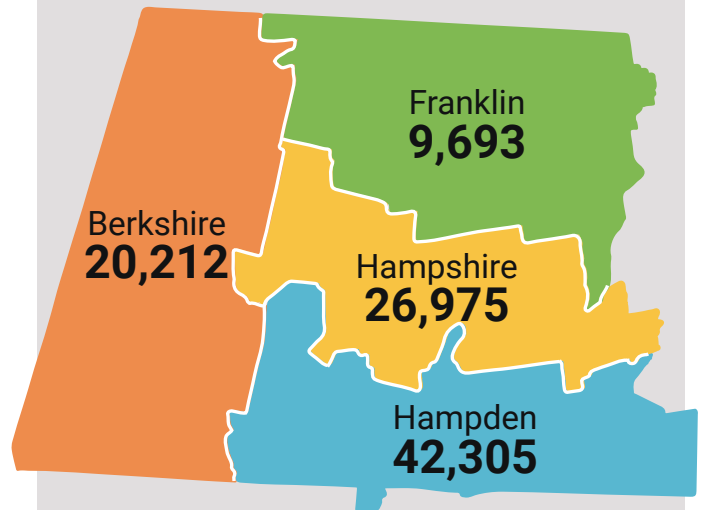 Franklin
9,693
Berkshire
20,212
Hampshire
26,975
Hampden
42,305